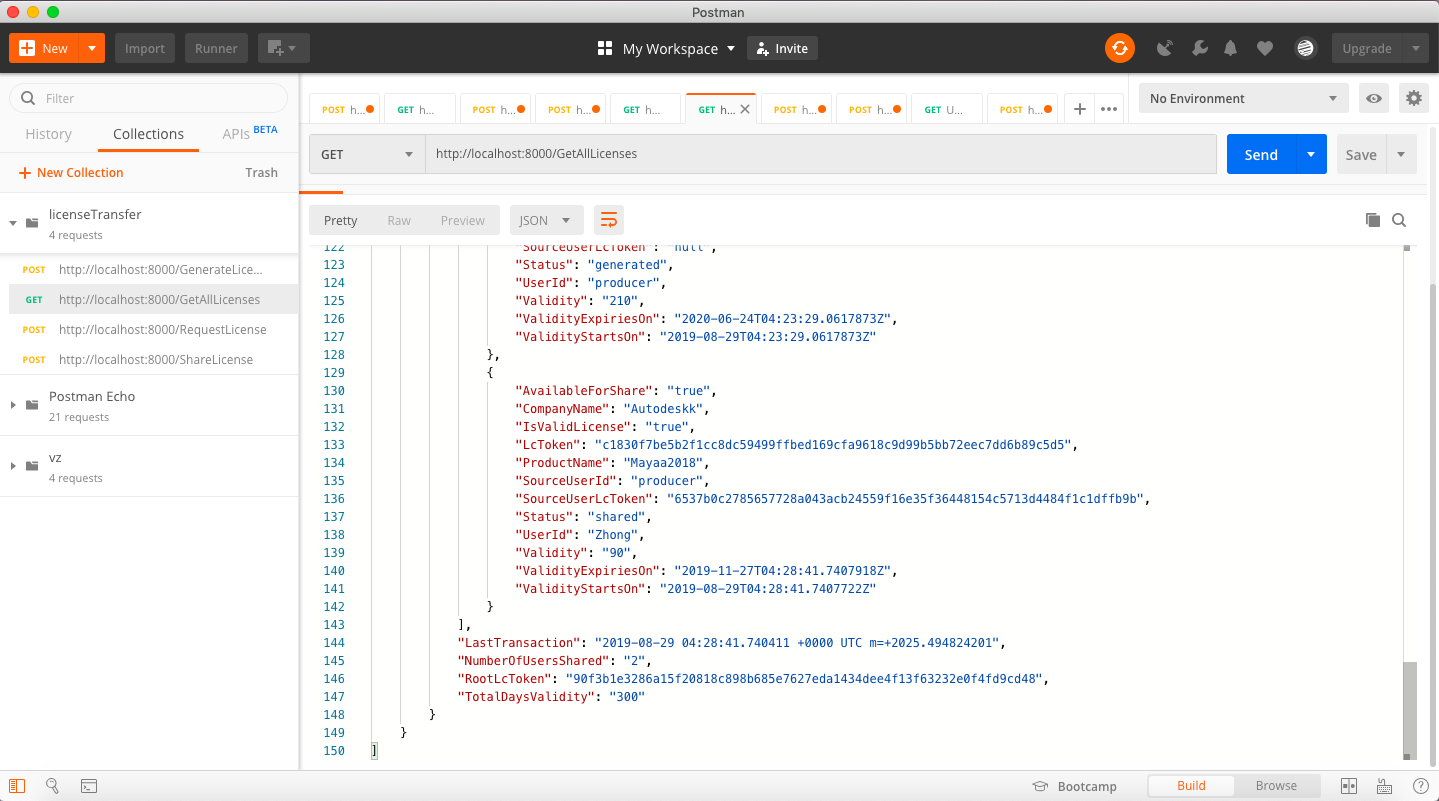 Postman
New
Import
Runner
My Workspace
Invite
Upgrade
Filter
History
Collections
APIs BETA
New Collection
Trash
licenseTransfer
4 requests
POST http://localhost:8000/GenerateLice...
GET http://localhost:8000/GetAllLicenses
POST http://localhost:8000/RequestLicense
POST http://localhost:8000/ShareLicense
Postman Echo
21 requests
vz
4 requests
POST h...
GET h...
POST h...
POST h...
GET h...
GET h...
POST h...
POST h...
GET U...
POST h...
No Environment
GET
http://localhost:8000/GetAllLicenses
Send
Save
Pretty
Raw
Preview
JSON
122 "SourceUserLcToken": "null",
123 "Status": "generated",
124 "UserId": "producer",
125 "Validity": "210",
126 "ValidityExpiriesOn": "2020-06-24T04:23:29.0617873Z",
127 "ValidityStartsOn": "2019-08-29T04:23:29.0617873Z"
128 },
129 {
130 "AvailableForShare": "true",
131 "CompanyName": "Autodeskk",
132 "IsValidLicense": "true",
133 "LcToken": "c1830f7be5b2f1cc8dc59499ffbed169cfa9618c9d99b5bb72eec7dd6b89c5d5",
134 "ProductName": "Mayaa2018",
135 "SourceUserId": "producer",
136 "SourceUserLcToken": "6537b0c2785657728a043acb24559f16e35f36448154c5713d4484f1c1dffb9b",
137 "Status": "shared",
138 "UserId": "Zhong",
139 "Validity": "90",
140 "ValidityExpiriesOn": "2019-11-27T04:28:41.7407918Z",
141 "ValidityStartsOn": "2019-08-29T04:28:41.7407722Z"
142 }
143 ],
144 "LastTransaction": "2019-08-29 04:28:41.740411 +0000 UTC m=+2025.494824201",
145 "NumberOfUsersShared": "2",
146 "RootLcToken": "90f3b1e3286a15f20818c898b685e7627eda1434dee4f13f63232e0f4fd9cd48",
147 "TotalDaysValidity": "300"
148 }
149 }
150 ]
Bootcamp
Build
Browse